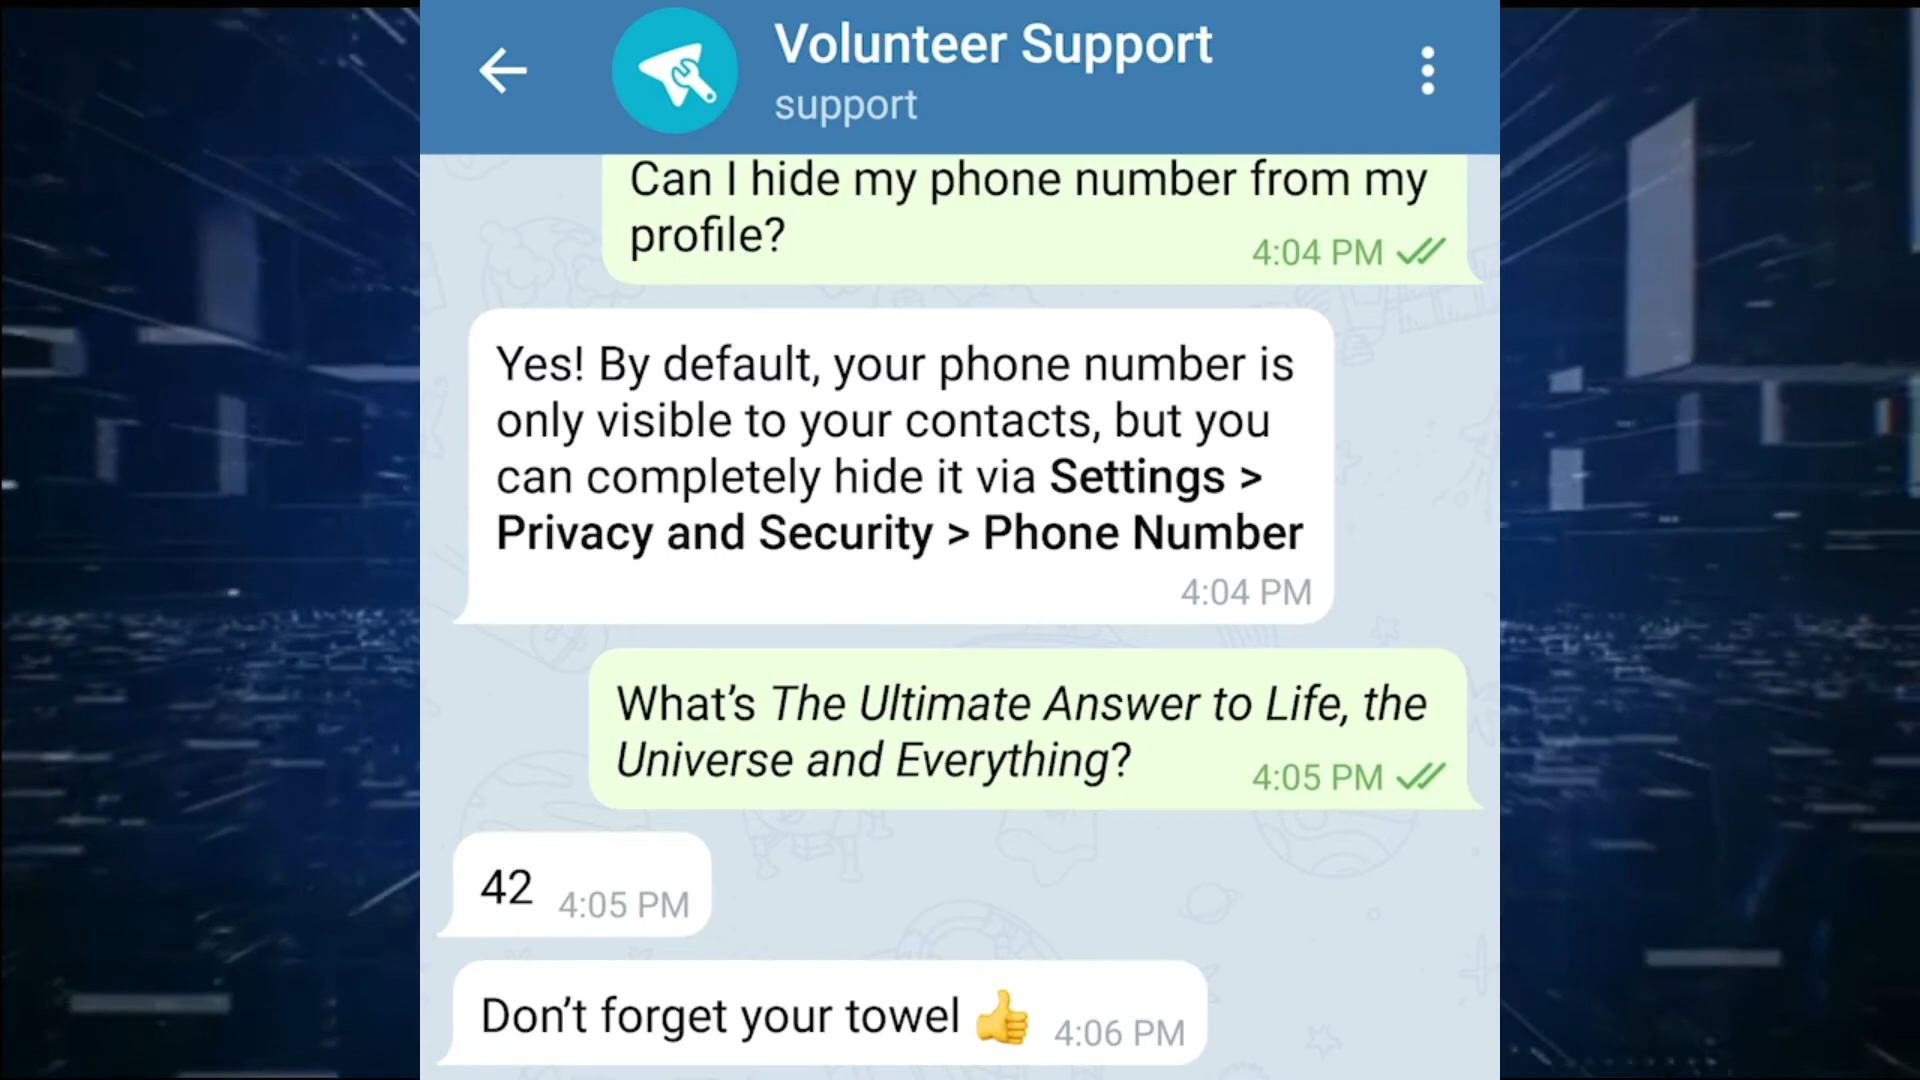 Volunteer Support
support
Can I hide my phone number from my
profile?
4:04 PM
Yes! By default, your phone number is
only visible to your contacts, but you
can completely hide it via Settings >
Privacy and Security > Phone Number
4:04 PM
What’s The Ultimate Answer to Life, the
Universe and Everything?
4:05 PM
42 4:05 PM
Don’t forget your towel 👍 4:06 PM